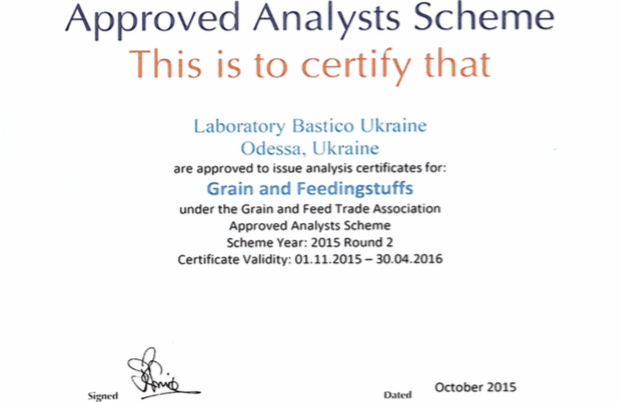 Approved Analysts Scheme
This is to certify that
Laboratory Bastico Ukraine
Odessa, Ukraine
are approved to issue analysis certificates for:
Grain and Feedingstuffs
under the Grain and Feed Trade Association
Approved Analysts Scheme
Scheme Year: 2015 Round 2
Certificate Validity: 01.11.2015 – 30.04.2016
Signed
Dated
October 2015